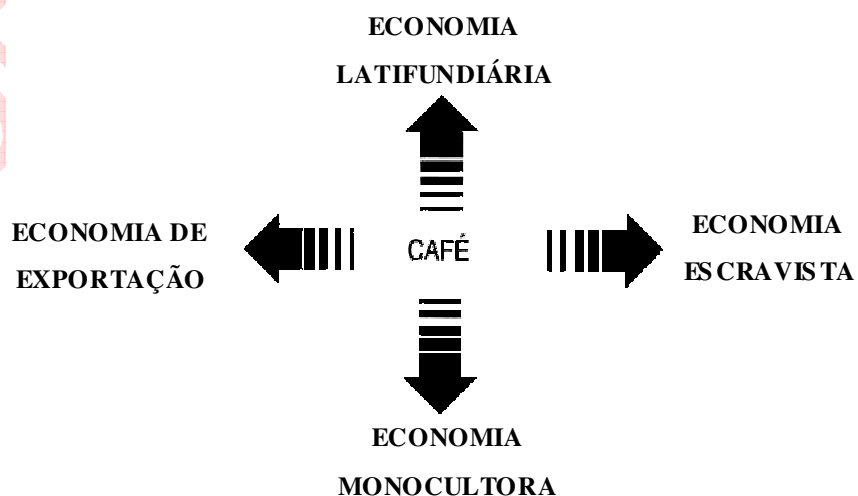 ECONOMIA
LATIFUNDIÁRIA
ECONOMIA DE
EXPORTAÇÃO
CAFÉ
ECONOMIA
ESCRAVISTA
ECONOMIA
MONOCULTORA